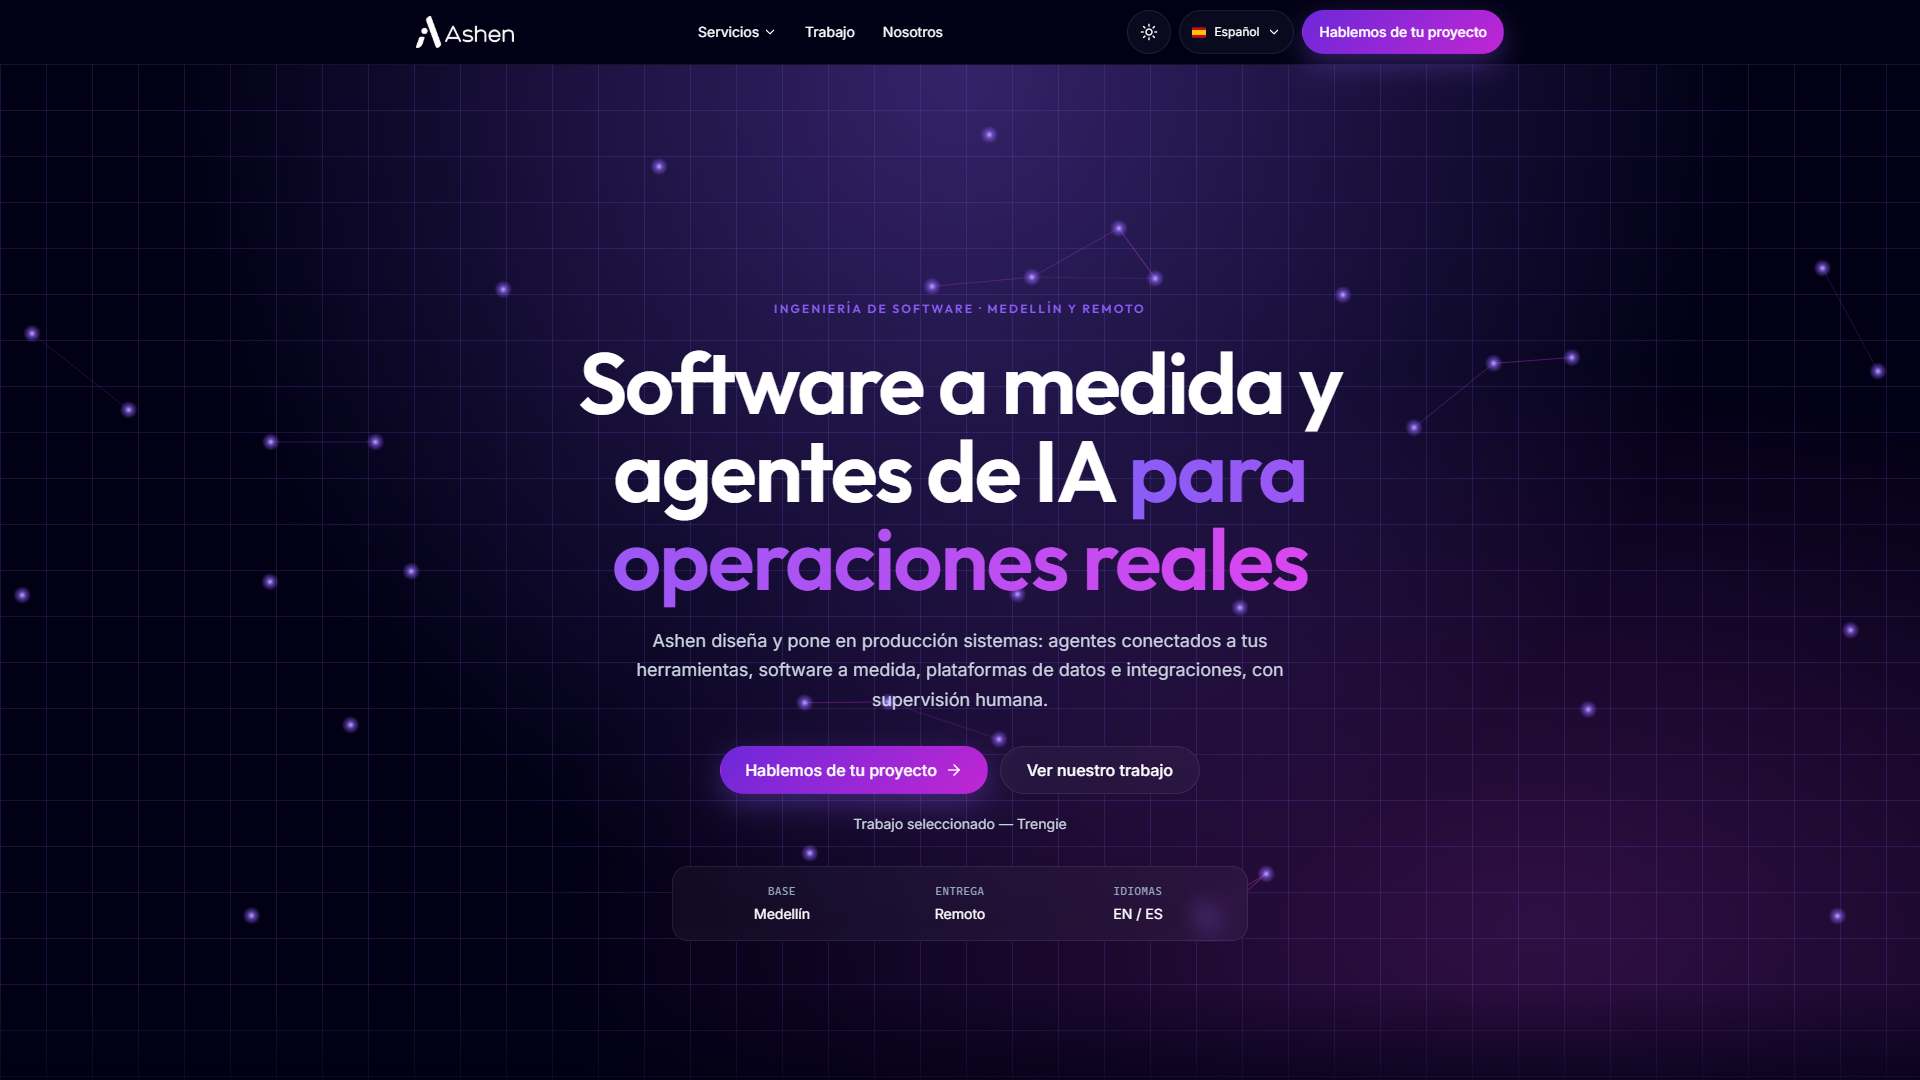 Ashen
Servicios
Trabajo
Nosotros
Español
Hablemos de tu proyecto
INGENIERÍA DE SOFTWARE · MEDELLÍN Y REMOTO
Software a medida y
agentes de IA para
operaciones reales
Ashen diseña y pone en producción sistemas: agentes conectados a tus
herramientas, software a medida, plataformas de datos e integraciones, con
supervisión humana.
Hablemos de tu proyecto →
Ver nuestro trabajo
Trabajo seleccionado — Trengie
BASE
Medellín
ENTREGA
Remoto
IDIOMAS
EN / ES